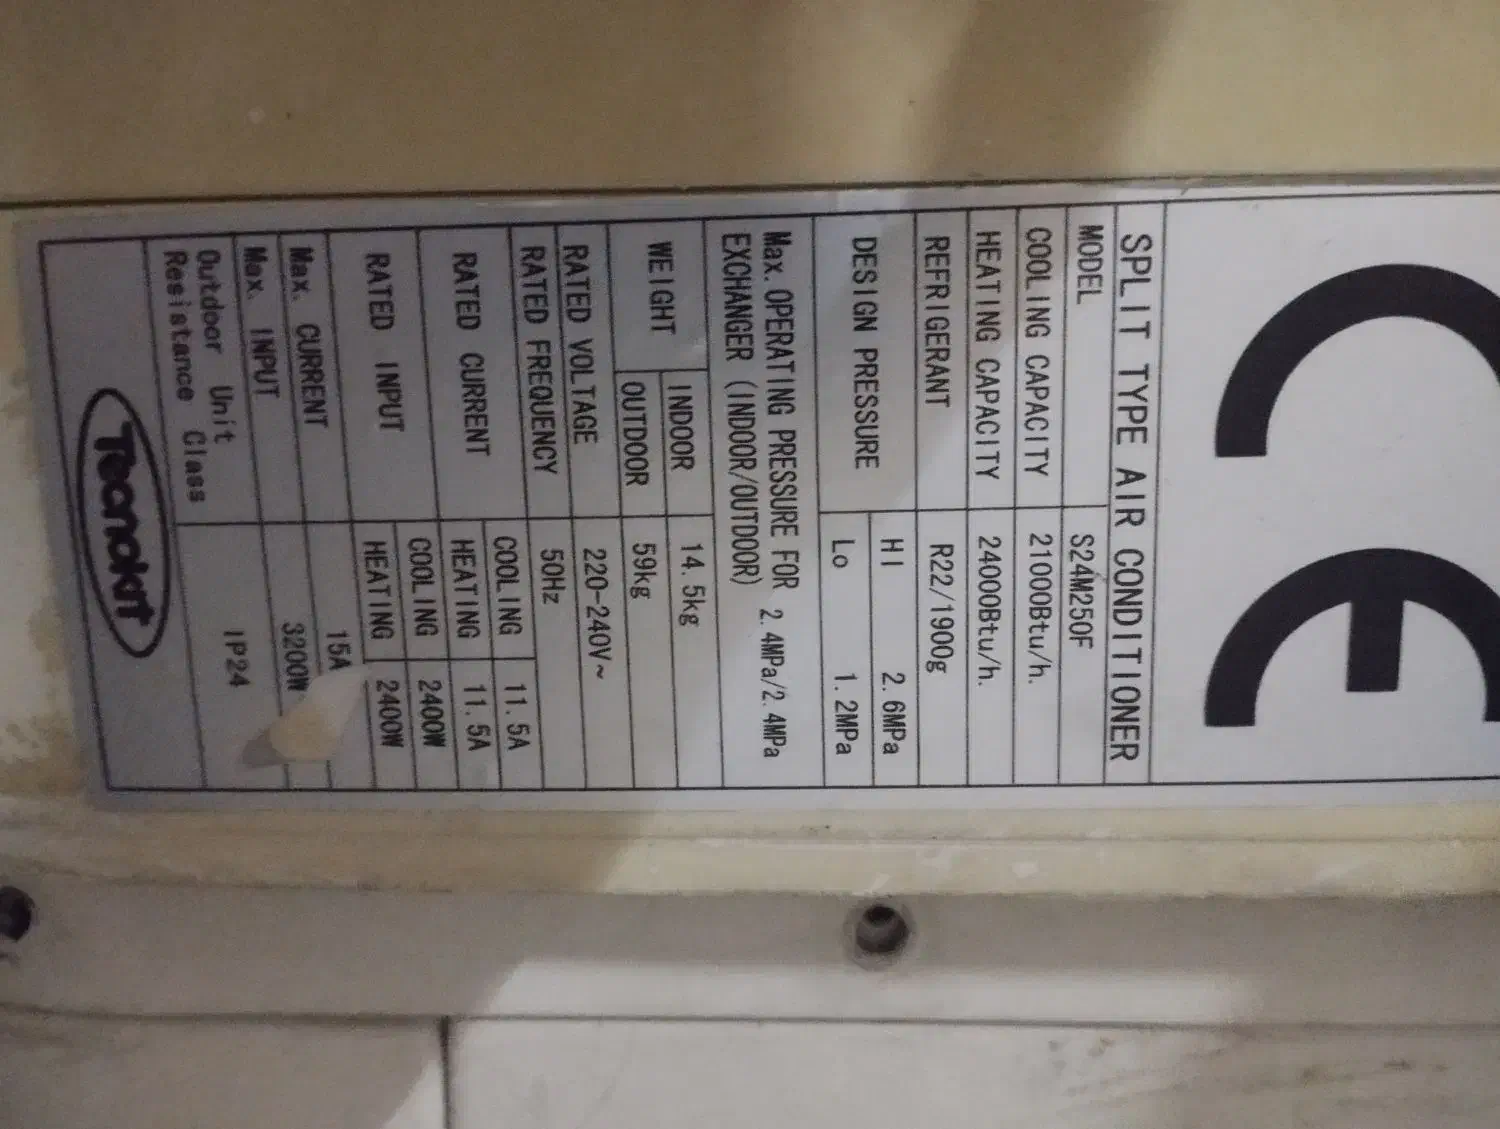 CE
SPLIT TYPE AIR CONDITIONER
MODEL S24M250F
COOLING CAPACITY 21000Btu/h.
HEATING CAPACITY 24000Btu/h.
REFRIGERANT R22/1900g
DESIGN PRESSURE HI 2.6MPa
Lo 1.2MPa
Max. OPERATING PRESSURE FOR
EXCHANGER (INDOOR/OUTDOOR) 2.4MPa/2.4MPa
WEIGHT INDOOR 14.5kg
OUTDOOR 59kg
RATED VOLTAGE 220-240V~
RATED FREQUENCY 50Hz
RATED CURRENT COOLING 11.5A
HEATING 11.5A
RATED INPUT COOLING 2400W
HEATING 2400W
Max. CURRENT 15A
Max. INPUT 3200W
Outdoor Unit
Resistance Class IP24
Tecnokit